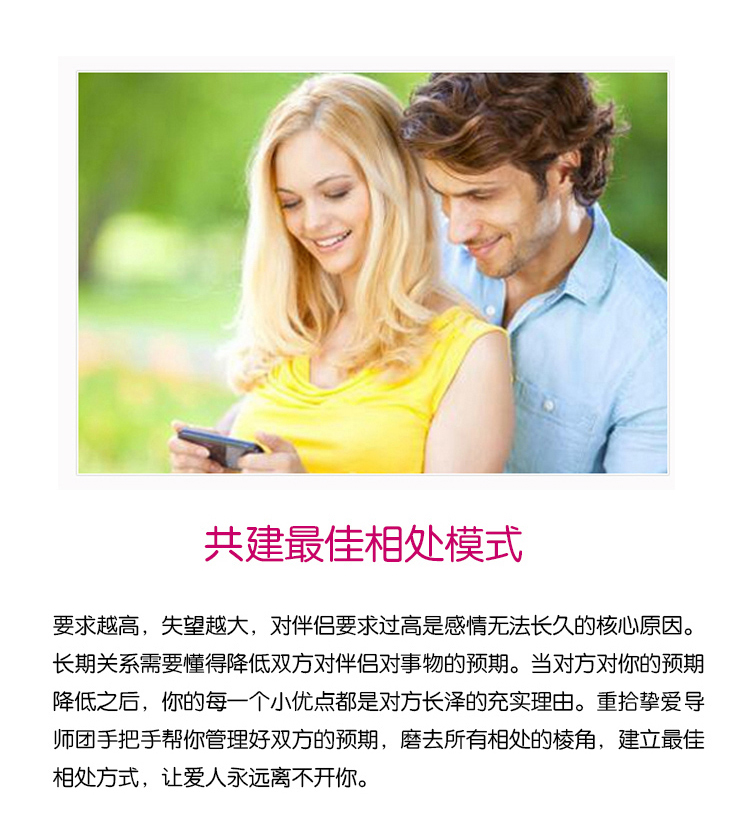 共建最佳相处模式
要求越高，失望越大，对伴侣要求过高是感情无法长久的核心原因。
长期关系需要懂得降低双方对伴侣对事物的预期。当对方对你的预期
降低之后，你的每一个小优点都是对方长泽的充实理由。重拾挚爱导
师团手把手帮你管理好双方的预期，磨去所有相处的棱角，建立最佳
相处方式，让爱人永远离不开你。